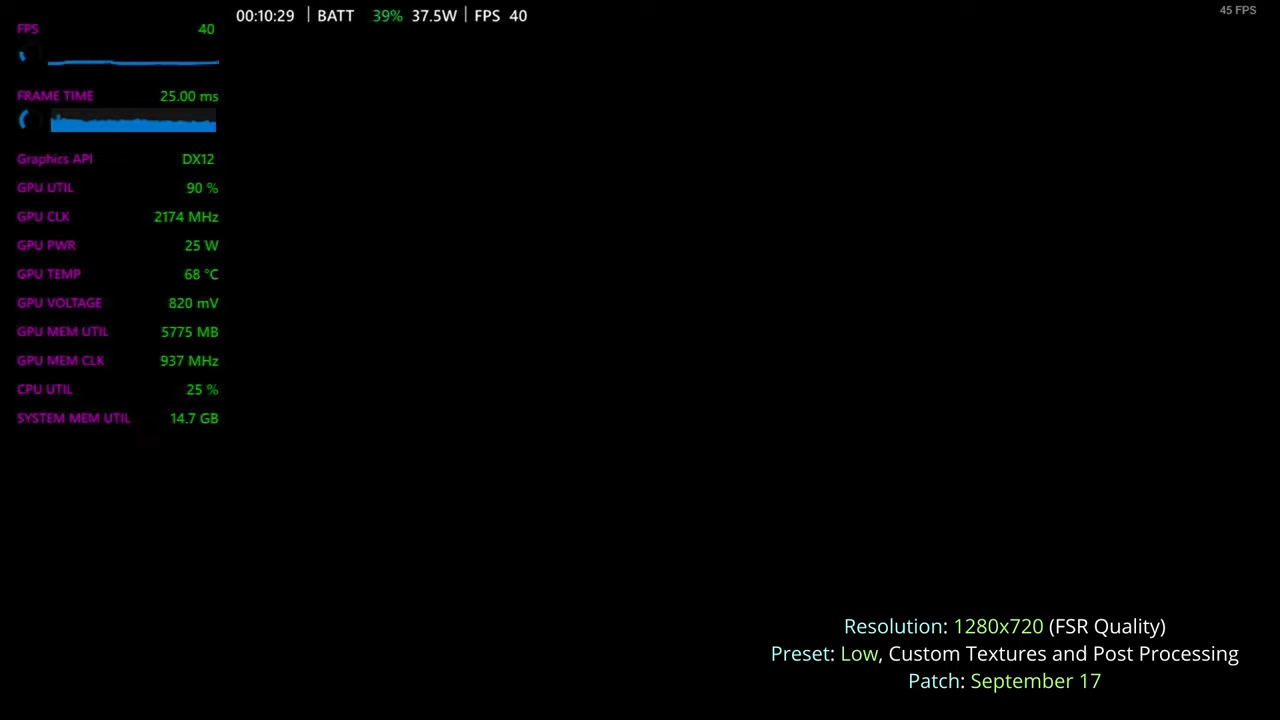 00:10:29 | BATT 39% 37.5W | FPS 40
45 FPS
FPS 40
FRAME TIME 25.00 ms
Graphics API DX12
GPU UTIL 90 %
GPU CLK 2174 MHz
GPU PWR 25 W
GPU TEMP 68 °C
GPU VOLTAGE 820 mV
GPU MEM UTIL 5775 MB
GPU MEM CLK 937 MHz
CPU UTIL 25 %
SYSTEM MEM UTIL 14.7 GB
Resolution: 1280x720 (FSR Quality)
Preset: Low, Custom Textures and Post Processing
Patch: September 17